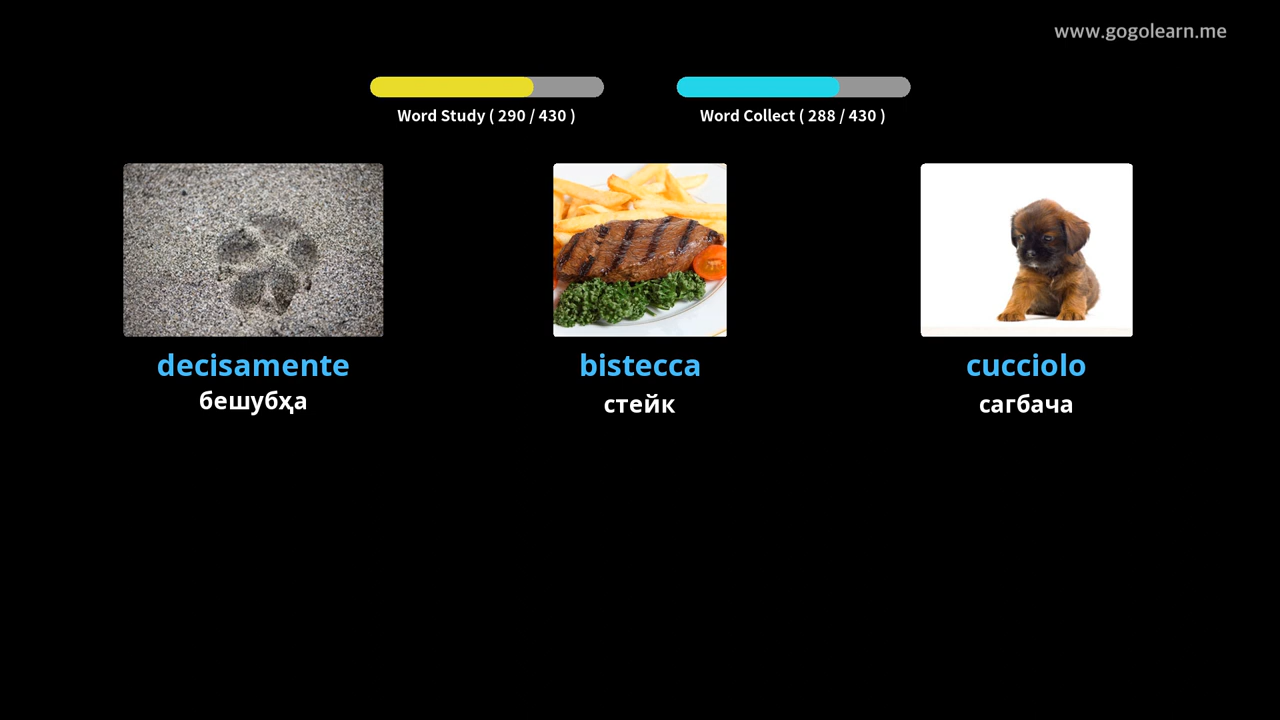 www.gogolearn.me
Word Study ( 290 / 430 )
Word Collect ( 288 / 430 )
decisamente
bistecca
cucciolo
бешубҳа
стейк
сагбача